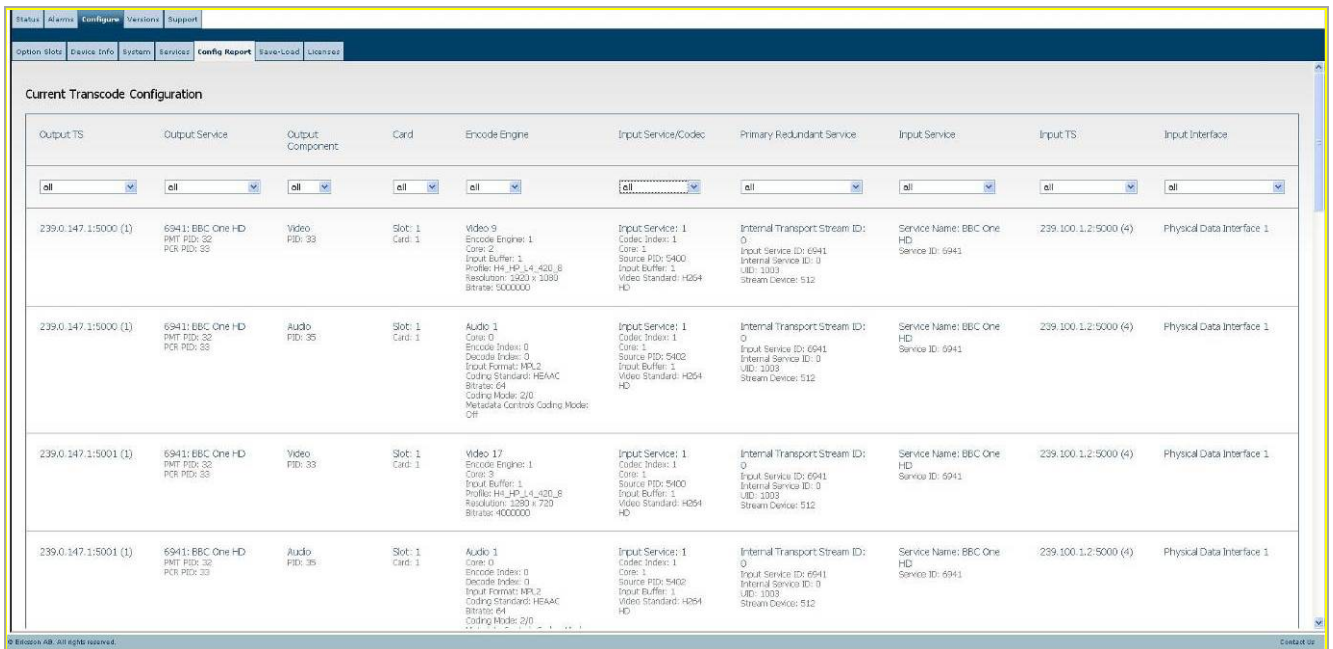 Status Alarms Configure Versions Support
Option Slots Device Info System Services Config Report Save-Load Licenses
Current Transcode Configuration
Output TS Output Service Output Component Card Encode Engine Input Service/Codec Primary Redundant Service Input Service Input TS Input Interface
all all all all all all all all all all
239.0.147.1:5000 (1)
6941: BBC One HD
PMT PID: 32
PCR PID: 33
Video
PID: 33
Slot: 1
Card: 1
Video 9
Encode Engine: 1
Core: 2
Input Buffer: 1
Profile: H4_HP_L4_420_8
Resolution: 1920 x 1080
Bitrate: 5000000
Input Service: 1
Codec Index: 1
Core: 1
Source PID: 5400
Input Buffer: 1
Video Standard: H264
HD
Internal Transport Stream ID:
0
Input Service ID: 6941
Internal Service ID: 0
UID: 1003
Stream Device: 512
Service Name: BBC One
HD
Service ID: 6941
239.100.1.2:5000 (4)
Physical Data Interface 1
239.0.147.1:5000 (1)
6941: BBC One HD
PMT PID: 32
PCR PID: 33
Audio
PID: 35
Slot: 1
Card: 1
Audio 1
Core: 0
Encode Index: 0
Decode Index: 0
Input Format: MPL2
Coding Standard: HEAAC
Bitrate: 64
Coding Mode: 2/0
Metadata Controls Coding Mode:
Off
Input Service: 1
Codec Index: 1
Core: 1
Source PID: 5402
Input Buffer: 1
Video Standard: H264
HD
Internal Transport Stream ID:
0
Input Service ID: 6941
Internal Service ID: 0
UID: 1003
Stream Device: 512
Service Name: BBC One
HD
Service ID: 6941
239.100.1.2:5000 (4)
Physical Data Interface 1
239.0.147.1:5001 (1)
6941: BBC One HD
PMT PID: 32
PCR PID: 33
Video
PID: 33
Slot: 1
Card: 1
Video 17
Encode Engine: 1
Core: 3
Input Buffer: 1
Profile: H4_HP_L4_420_8
Resolution: 1280 x 720
Bitrate: 4000000
Input Service: 1
Codec Index: 1
Core: 1
Source PID: 5400
Input Buffer: 1
Video Standard: H264
HD
Internal Transport Stream ID:
0
Input Service ID: 6941
Internal Service ID: 0
UID: 1003
Stream Device: 512
Service Name: BBC One
HD
Service ID: 6941
239.100.1.2:5000 (4)
Physical Data Interface 1
239.0.147.1:5001 (1)
6941: BBC One HD
PMT PID: 32
PCR PID: 33
Audio
PID: 35
Slot: 1
Card: 1
Audio 1
Core: 0
Encode Index: 0
Decode Index: 0
Input Format: MPL2
Coding Standard: HEAAC
Bitrate: 64
Coding Mode: 2/0
Input Service: 1
Codec Index: 1
Core: 1
Source PID: 5402
Input Buffer: 1
Video Standard: H264
HD
Internal Transport Stream ID:
0
Input Service ID: 6941
Internal Service ID: 0
UID: 1003
Stream Device: 512
Service Name: BBC One
HD
Service ID: 6941
239.100.1.2:5000 (4)
Physical Data Interface 1
© Ericsson AB. All rights reserved.
Contact Us